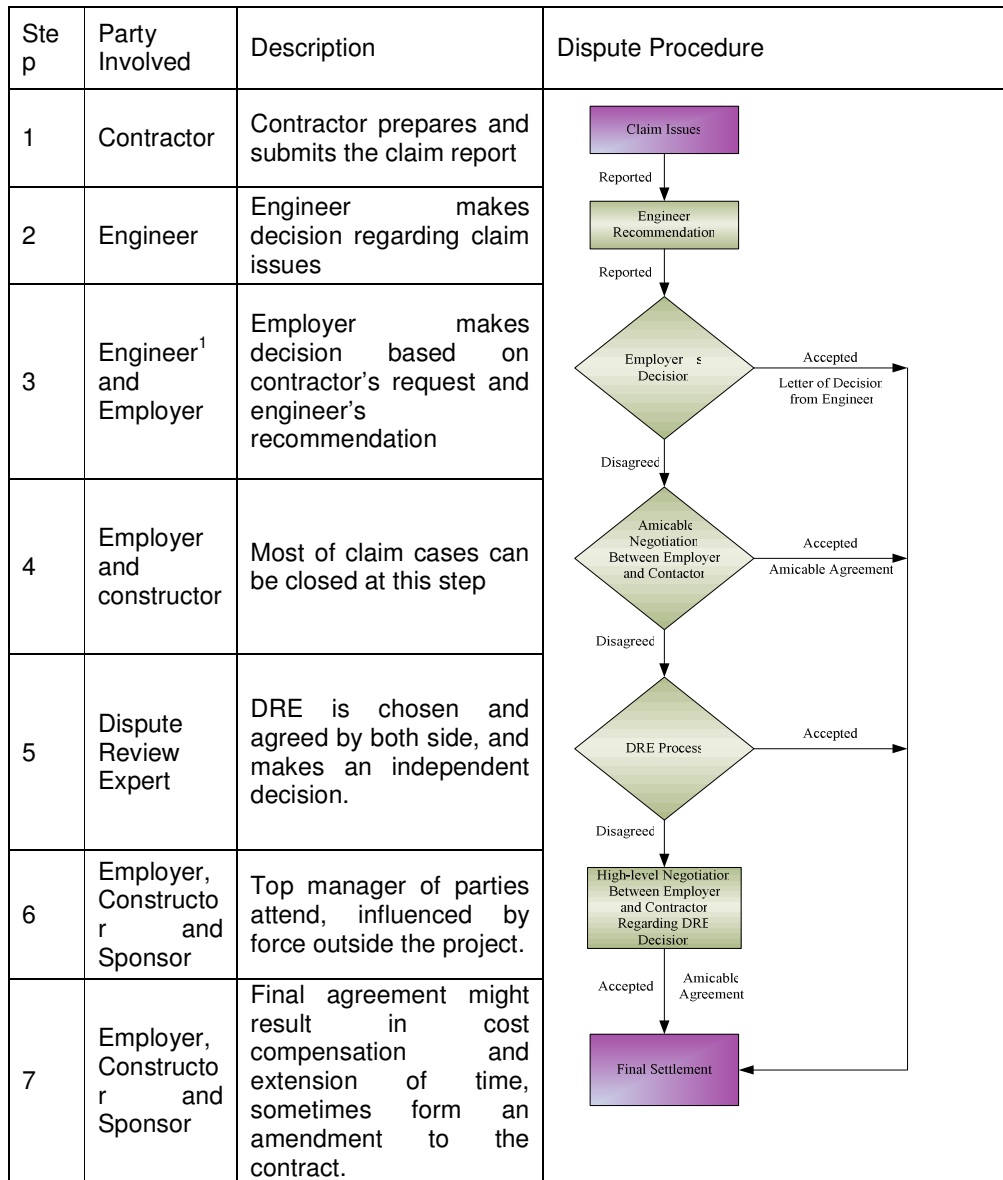 Ste
p
Party
Involved
Description
Dispute Procedure
1
Contractor
Contractor prepares and
submits the claim report
2
Engineer
Engineer makes
decision regarding claim
issues
3
Engineer1
and
Employer
Employer makes
decision based on
contractor's request and
engineer's
recommendation
4
Employer
and
constructor
Most of claim cases can
be closed at this step
5
Dispute
Review
Expert
DRE is chosen and
agreed by both side, and
makes an independent
decision.
6
Employer,
Constructo
r and
Sponsor
Top manager of parties
attend, influenced by
force outside the project.
7
Employer,
Constructo
r and
Sponsor
Final agreement might
result in cost
compensation and
extension of time,
sometimes form an
amendment to the
contract.
Claim Issues
Reported
Engineer
Recommendation
Reported
Employer s
Decision
Accepted
Letter of Decision
from Engineer
Disagreed
Amicable
Negotiation
Between Employer
and Contactor
Accepted
Amicable Agreement
Disagreed
DRE Process
Accepted
Disagreed
High-level Negotiation
Between Employer
and Contractor
Regarding DRE
Decision
Accepted
Amicable
Agreement
Final Settlement